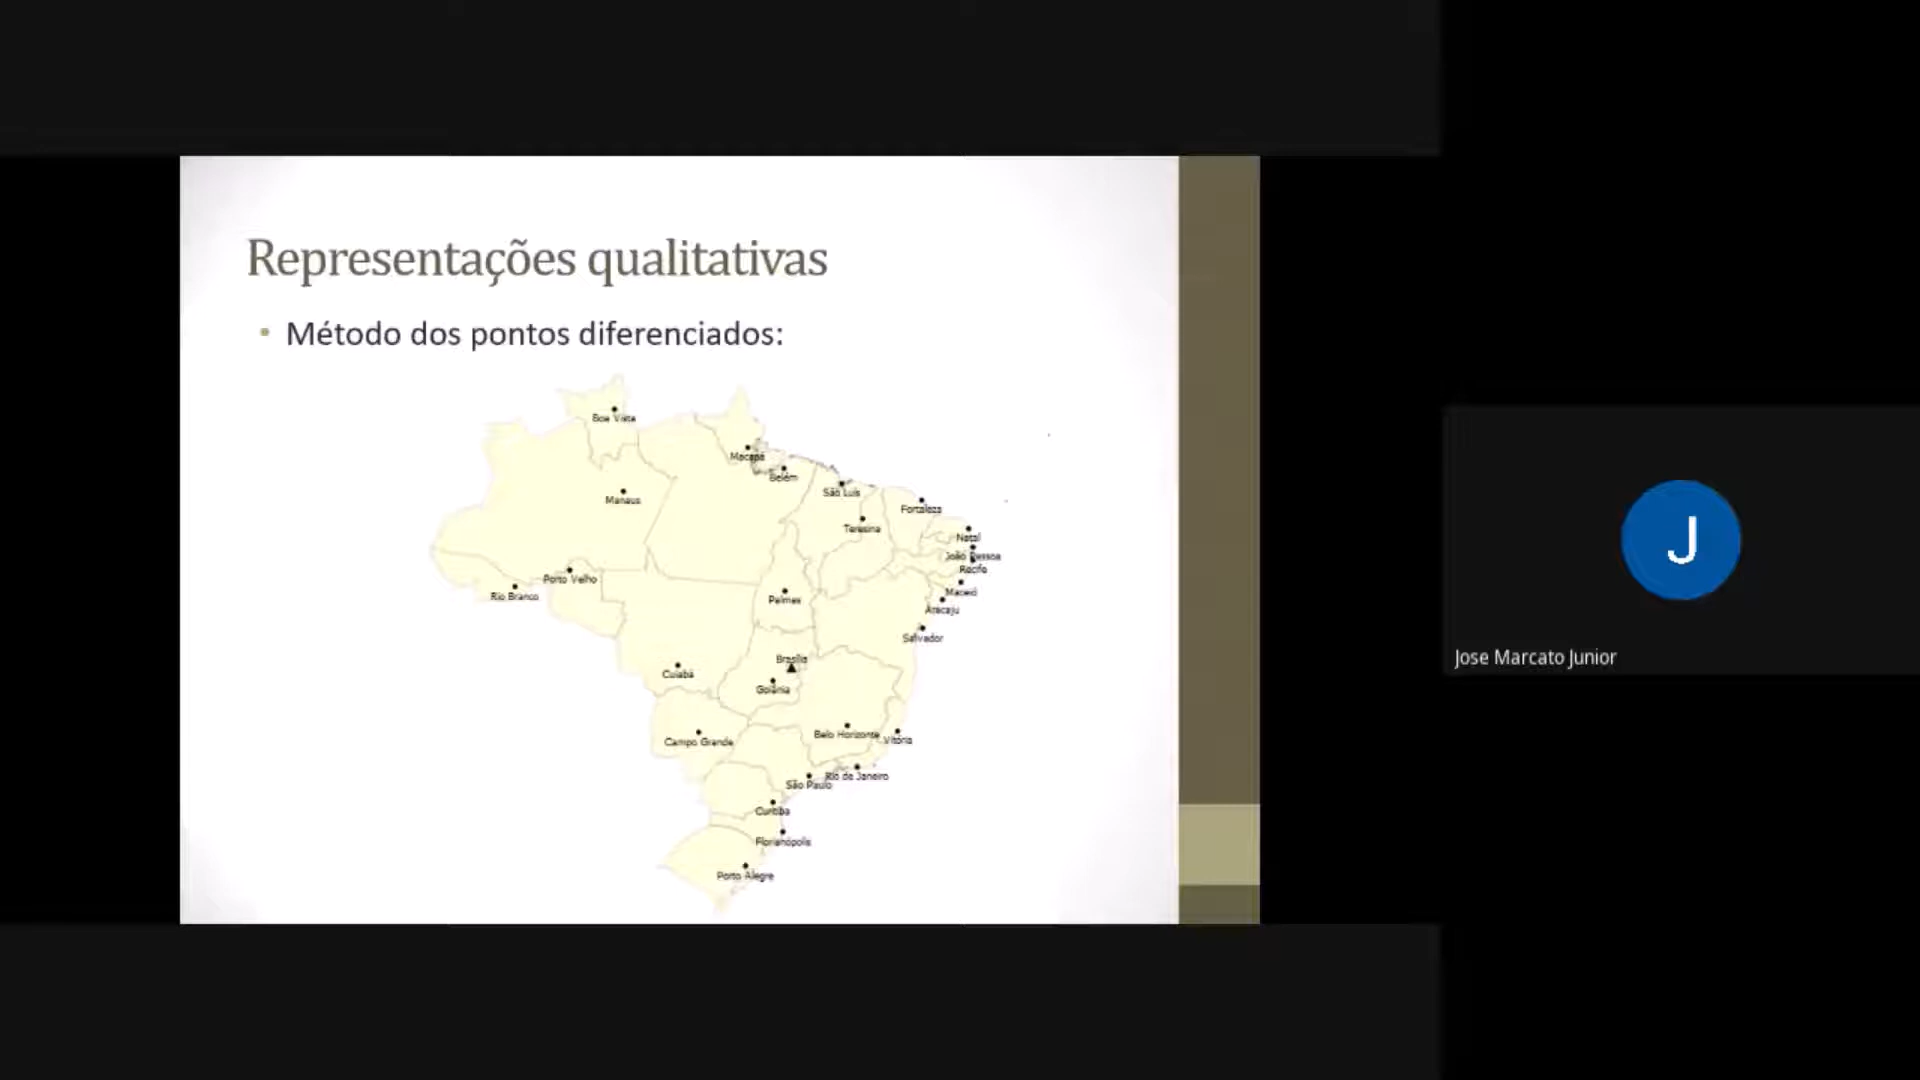 Representações qualitativas
• Método dos pontos diferenciados:
Boa Vista
Macapá
Belém
Manaus
São Luís
Fortaleza
Teresina
Natal
João Pessoa
Recife
Porto Velho
Rio Branco
Palmas
Maceió
Aracaju
Salvador
Brasília
Cuiabá
Goiânia
Campo Grande
Belo Horizonte
Vitória
São Paulo
Rio de Janeiro
Curitiba
Florianópolis
Porto Alegre
J
Jose Marcato Junior